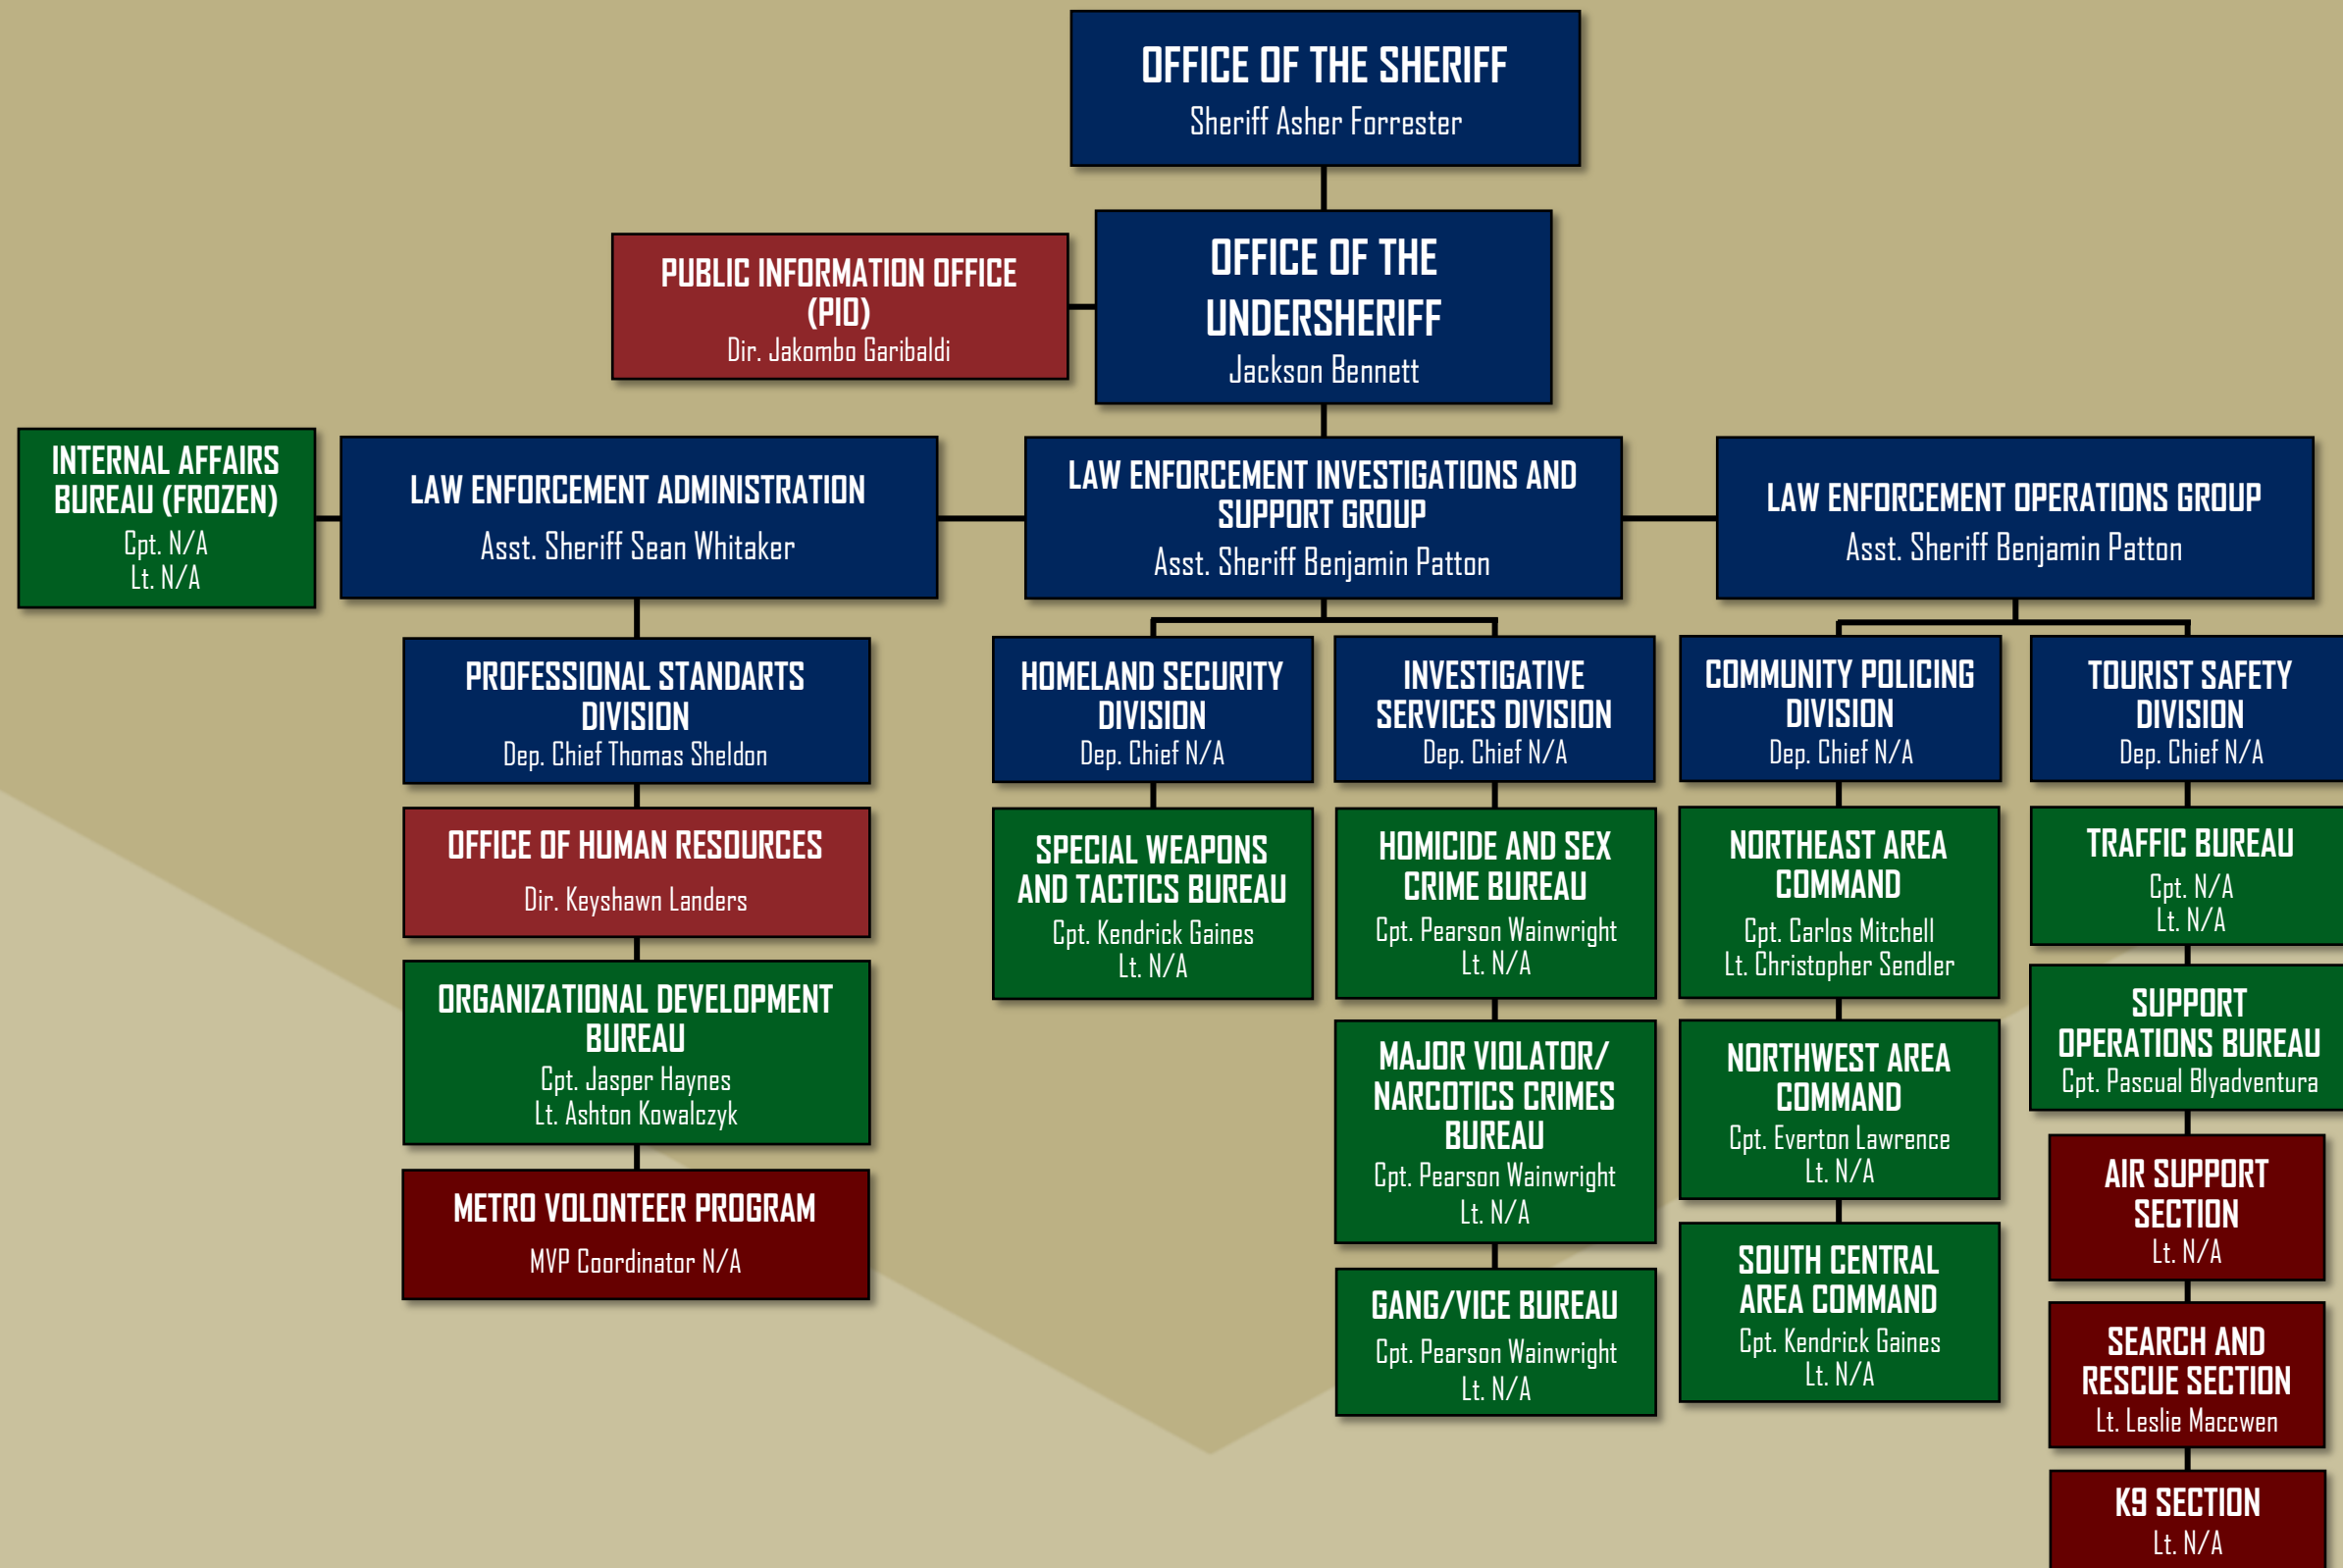 OFFICE OF THE SHERIFF
Sheriff Asher Forrester
PUBLIC INFORMATION OFFICE
(PIO)
Dir. Jakombo Garibaldi
OFFICE OF THE
UNDERSHERIFF
Jackson Bennett
INTERNAL AFFAIRS
BUREAU (FROZEN)
Cpt. N/A
Lt. N/A
LAW ENFORCEMENT ADMINISTRATION
Asst. Sheriff Sean Whitaker
LAW ENFORCEMENT INVESTIGATIONS AND
SUPPORT GROUP
Asst. Sheriff Benjamin Patton
LAW ENFORCEMENT OPERATIONS GROUP
Asst. Sheriff Benjamin Patton
PROFESSIONAL STANDARTS
DIVISION
Dep. Chief Thomas Sheldon
OFFICE OF HUMAN RESOURCES
Dir. Keyshawn Landers
ORGANIZATIONAL DEVELOPMENT
BUREAU
Cpt. Jasper Haynes
Lt. Ashton Kowalczyk
METRO VOLONTEER PROGRAM
MVP Coordinator N/A
HOMELAND SECURITY
DIVISION
Dep. Chief N/A
SPECIAL WEAPONS
AND TACTICS BUREAU
Cpt. Kendrick Gaines
Lt. N/A
INVESTIGATIVE
SERVICES DIVISION
Dep. Chief N/A
HOMICIDE AND SEX
CRIME BUREAU
Cpt. Pearson Wainwright
Lt. N/A
MAJOR VIOLATOR/
NARCOTICS CRIMES
BUREAU
Cpt. Pearson Wainwright
Lt. N/A
GANG/VICE BUREAU
Cpt. Pearson Wainwright
Lt. N/A
COMMUNITY POLICING
DIVISION
Dep. Chief N/A
NORTHEAST AREA
COMMAND
Cpt. Carlos Mitchell
Lt. Christopher Sendler
NORTHWEST AREA
COMMAND
Cpt. Everton Lawrence
Lt. N/A
SOUTH CENTRAL
AREA COMMAND
Cpt. Kendrick Gaines
Lt. N/A
TOURIST SAFETY
DIVISION
Dep. Chief N/A
TRAFFIC BUREAU
Cpt. N/A
Lt. N/A
SUPPORT
OPERATIONS BUREAU
Cpt. Pascual Blyadventura
AIR SUPPORT
SECTION
Lt. N/A
SEARCH AND
RESCUE SECTION
Lt. Leslie Maccwen
K9 SECTION
Lt. N/A